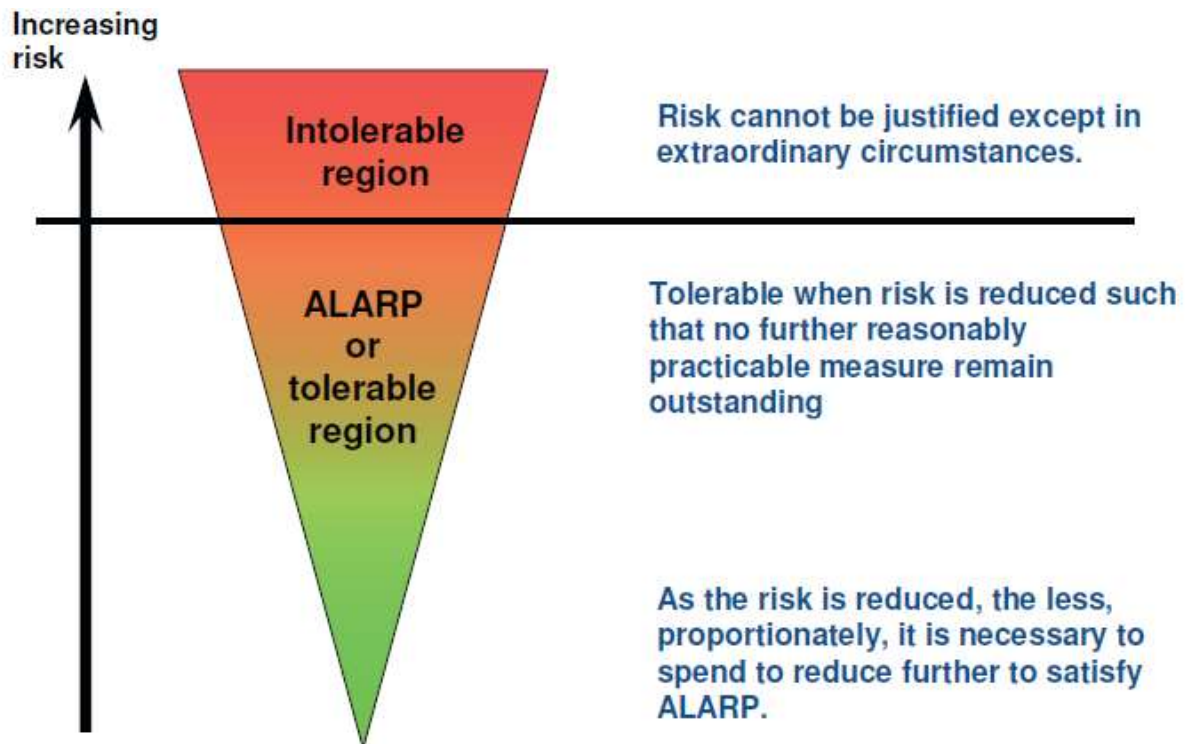 Increasing
risk
Intolerable
region
Risk cannot be justified except in
extraordinary circumstances.
ALARP
or
tolerable
region
Tolerable when risk is reduced such
that no further reasonably
practicable measure remain
outstanding
As the risk is reduced, the less,
proportionately, it is necessary to
spend to reduce further to satisfy
ALARP.